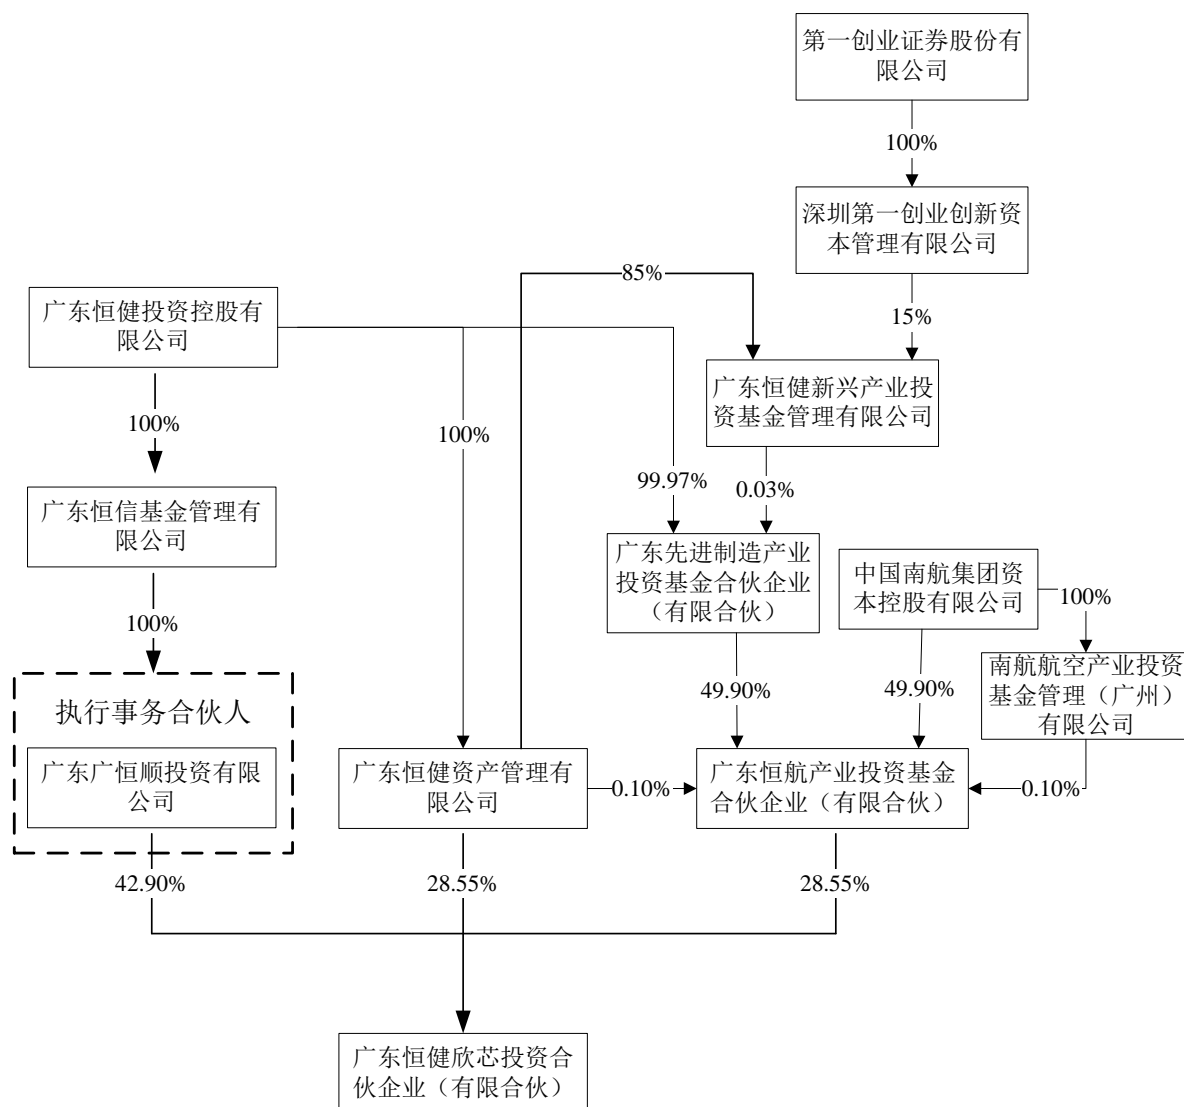 第一创业证券股份有
限公司
100%
深圳第一创业创新资
本管理有限公司
85%
15%
广东恒健投资控股有
限公司
广东恒健新兴产业投
资基金管理有限公司
100%
100%
99.97%
0.03%
广东恒信基金管理有
限公司
广东先进制造产业
投资基金合伙企业
（有限合伙）
中国南航集团资
本控股有限公司
100%
100%
49.90%
49.90%
南航航空产业投资
基金管理（广州）
有限公司
执行事务合伙人
广东广恒顺投资有限
公司
广东恒健资产管理有
限公司
0.10%
广东恒航产业投资基金
合伙企业（有限合伙）
0.10%
42.90%
28.55%
28.55%
广东恒健欣芯投资合
伙企业（有限合伙）